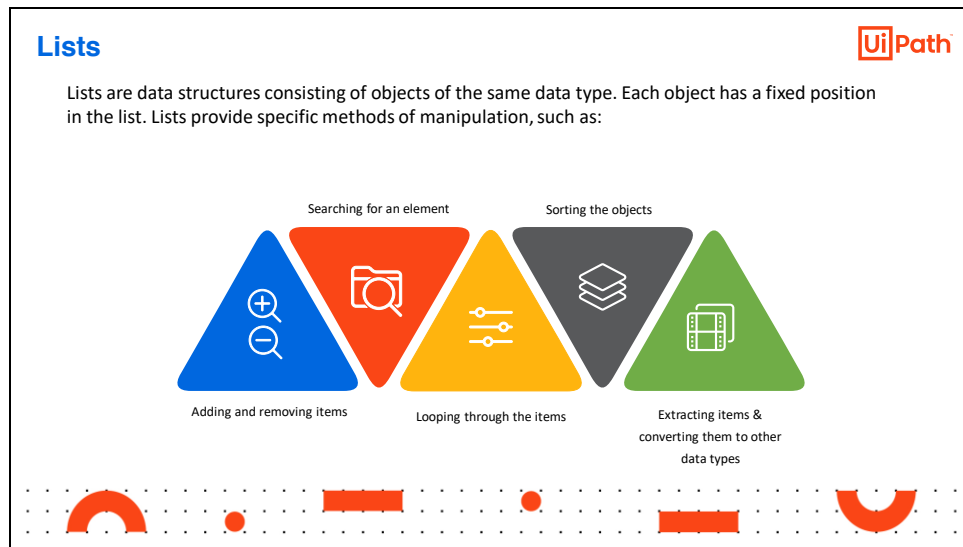 Lists
UiPath
Lists are data structures consisting of objects of the same data type. Each object has a fixed position
in the list. Lists provide specific methods of manipulation, such as:
Searching for an element
Sorting the objects
Adding and removing items
Looping through the items
Extracting items &
converting them to other
data types